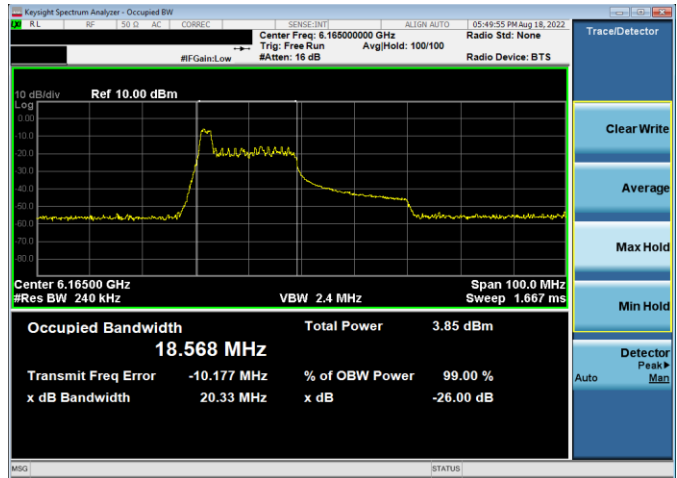 Keysight Spectrum Analyzer - Occupied BW
LXI RL RF 50 Ω AC CORREC SENSE:INT ALIGN AUTO 05:49:55 PM Aug 18, 2022
Center Freq: 6.165000000 GHz Radio Std: None
Trig: Free Run Avg|Hold: 100/100
#IFGain:Low #Atten: 16 dB Radio Device: BTS
Trace/Detector
10 dB/div Ref 10.00 dBm
Log
0.00
-10.0
-20.0
-30.0
-40.0
-50.0
-60.0
-70.0
-80.0
Center 6.16500 GHz Span 100.0 MHz
#Res BW 240 kHz VBW 2.4 MHz Sweep 1.667 ms
Occupied Bandwidth Total Power 3.85 dBm
18.568 MHz
Transmit Freq Error -10.177 MHz % of OBW Power 99.00 %
x dB Bandwidth 20.33 MHz x dB -26.00 dB
Clear Write
Average
Max Hold
Min Hold
Detector
Peak▶
Auto Man
MSG STATUS